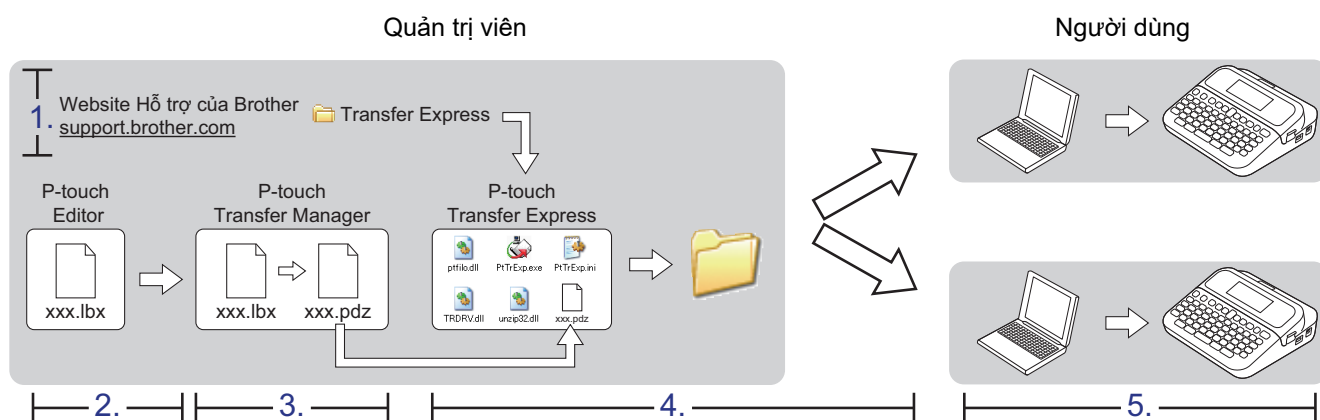 Quản trị viên
Người dùng
1.
Website Hỗ trợ của Brother
support.brother.com
Transfer Express
P-touch
Editor
P-touch
Transfer Manager
P-touch
Transfer Express
xxx.lbx
xxx.lbx
xxx.pdz
ptfilo.dll
PtTrExp.exe
PtTrExp.ini
TRDRV.dll
unzip32.dll
xxx.pdz
2.
3.
4.
5.